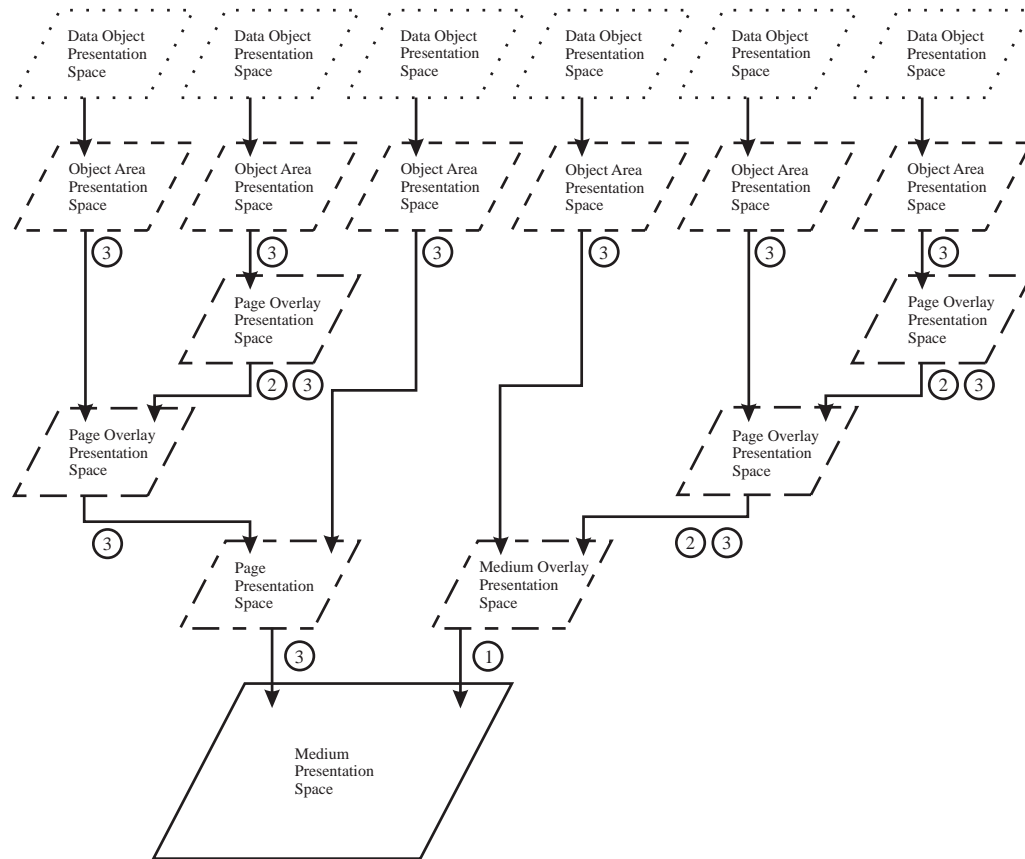 Data Object
Presentation
Space
Data Object
Presentation
Space
Data Object
Presentation
Space
Data Object
Presentation
Space
Data Object
Presentation
Space
Data Object
Presentation
Space
Object Area
Presentation
Space
Object Area
Presentation
Space
Object Area
Presentation
Space
Object Area
Presentation
Space
Object Area
Presentation
Space
Object Area
Presentation
Space
3
3
3
3
3
3
Page Overlay
Presentation
Space
Page Overlay
Presentation
Space
2 3
2 3
Page Overlay
Presentation
Space
Page Overlay
Presentation
Space
3
2 3
Page
Presentation
Space
Medium Overlay
Presentation
Space
3
1
Medium
Presentation
Space